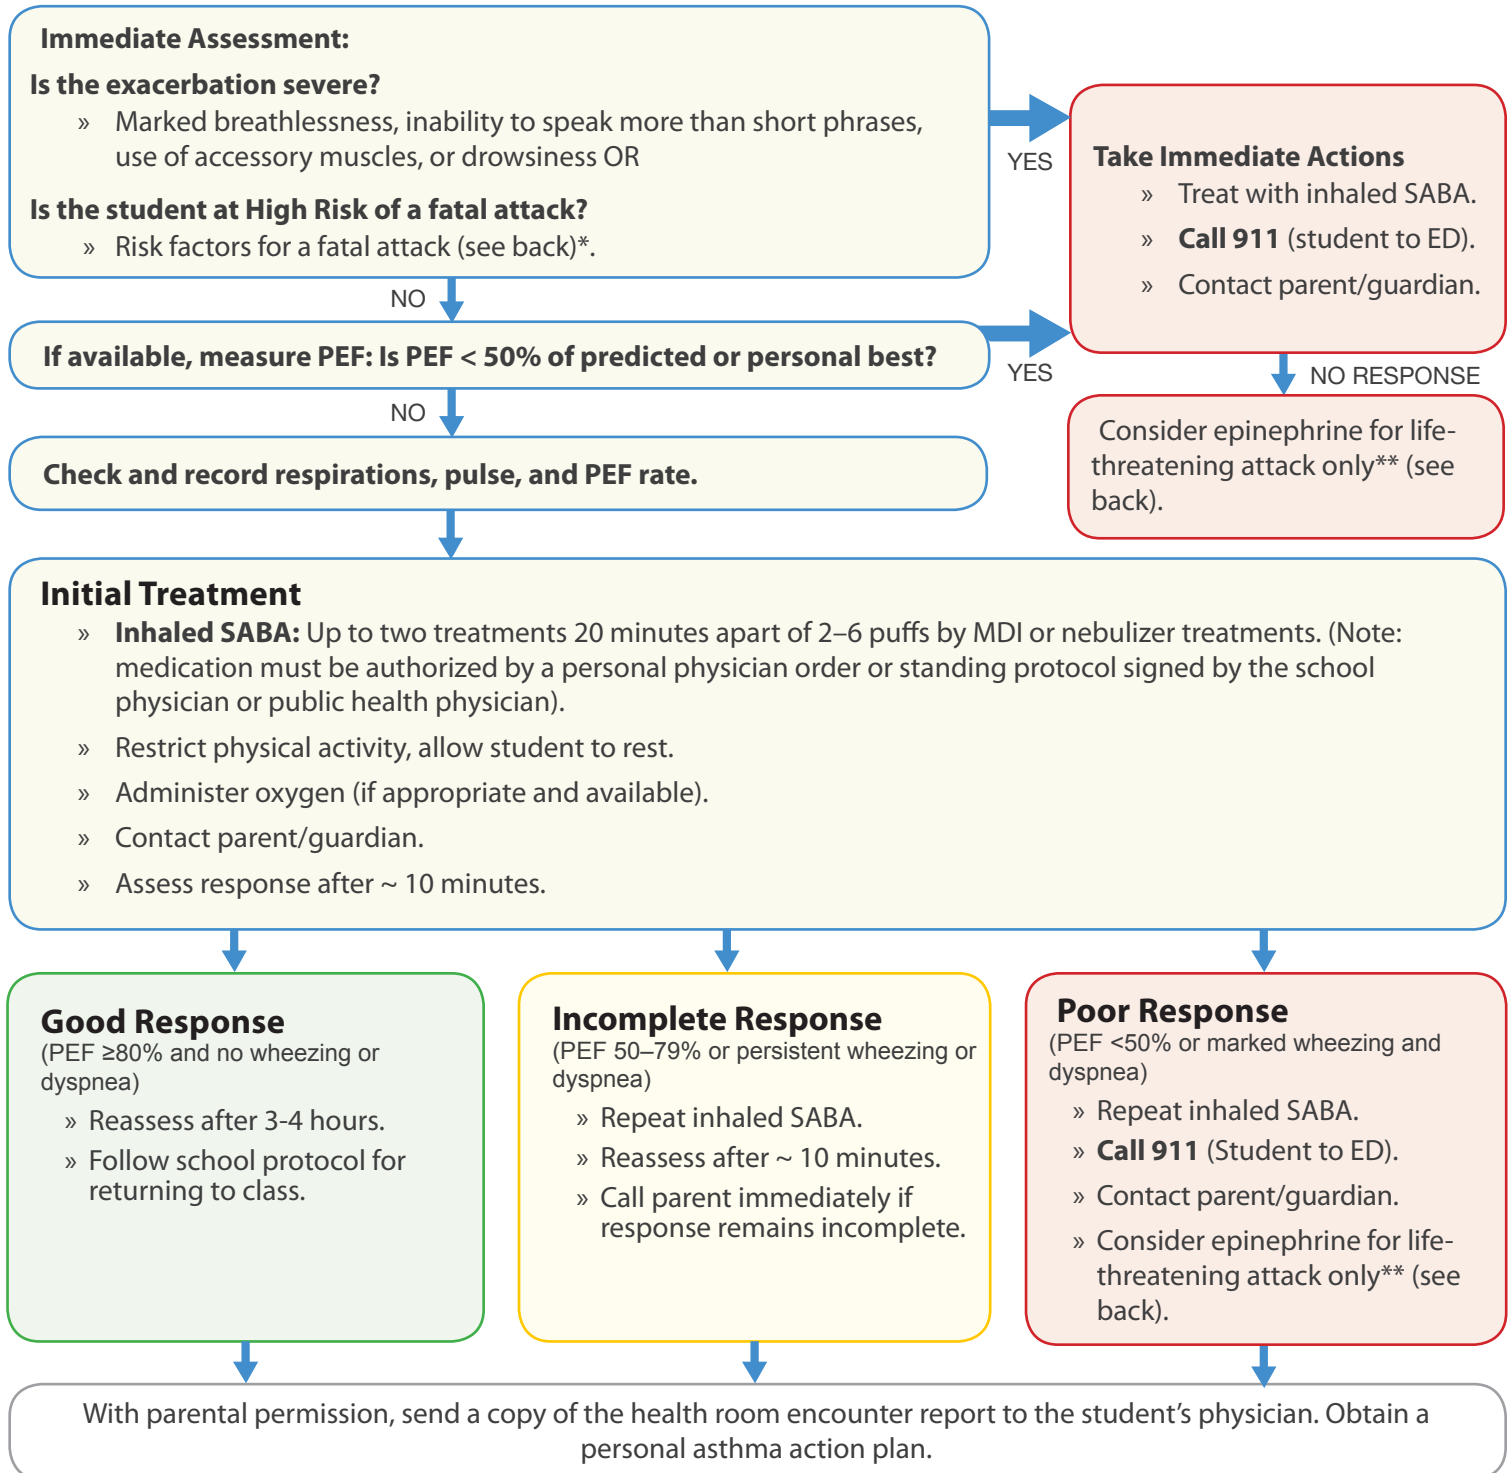 Immediate Assessment:
Is the exacerbation severe?
» Marked breathlessness, inability to speak more than short phrases,
use of accessory muscles, or drowsiness OR
Is the student at High Risk of a fatal attack?
» Risk factors for a fatal attack (see back)*.
YES
Take Immediate Actions
» Treat with inhaled SABA.
» Call 911 (student to ED).
» Contact parent/guardian.
NO
If available, measure PEF: Is PEF < 50% of predicted or personal best?
YES
NO RESPONSE
Consider epinephrine for life-
threatening attack only** (see
back).
NO
Check and record respirations, pulse, and PEF rate.
Initial Treatment
» Inhaled SABA: Up to two treatments 20 minutes apart of 2–6 puffs by MDI or nebulizer treatments. (Note:
medication must be authorized by a personal physician order or standing protocol signed by the school
physician or public health physician).
» Restrict physical activity, allow student to rest.
» Administer oxygen (if appropriate and available).
» Contact parent/guardian.
» Assess response after ~ 10 minutes.
Good Response
(PEF ≥80% and no wheezing or
dyspnea)
» Reassess after 3-4 hours.
» Follow school protocol for
returning to class.
Incomplete Response
(PEF 50–79% or persistent wheezing or
dyspnea)
» Repeat inhaled SABA.
» Reassess after ~ 10 minutes.
» Call parent immediately if
response remains incomplete.
Poor Response
(PEF <50% or marked wheezing and
dyspnea)
» Repeat inhaled SABA.
» Call 911 (Student to ED).
» Contact parent/guardian.
» Consider epinephrine for life-
threatening attack only** (see
back).
With parental permission, send a copy of the health room encounter report to the student’s physician. Obtain a
personal asthma action plan.